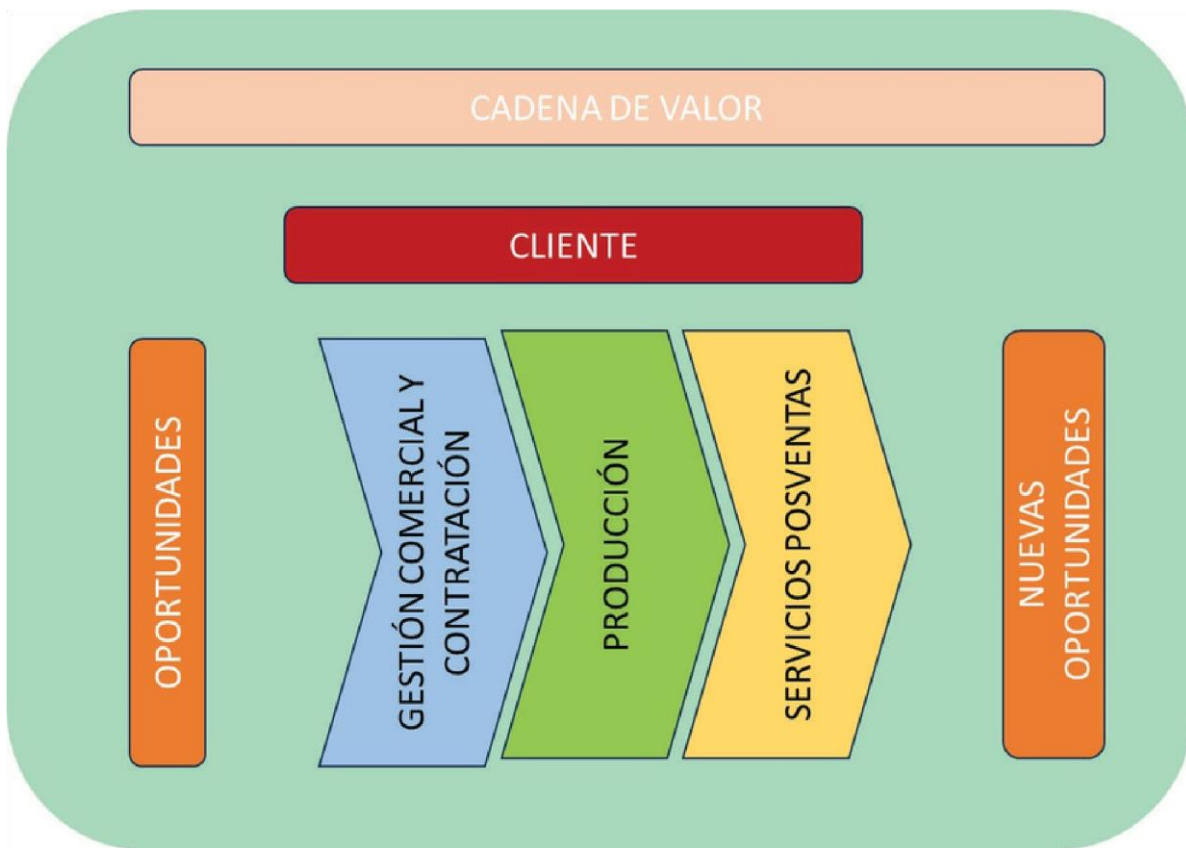 CADENA DE VALOR
CLIENTE
OPORTUNIDADES
GESTIÓN COMERCIAL Y
CONTRATACIÓN
PRODUCCIÓN
SERVICIOS POSVENTAS
NUEVAS
OPORTUNIDADES